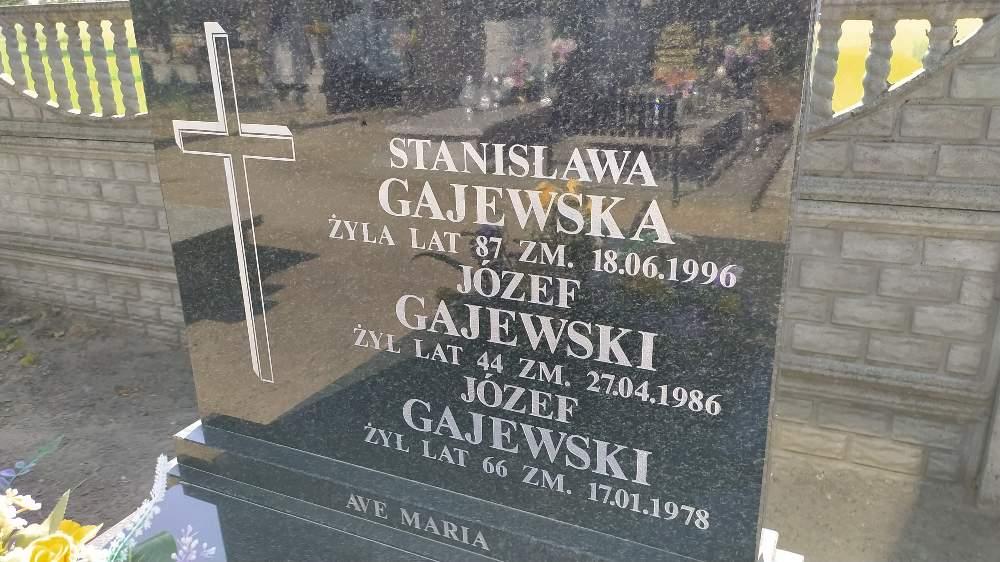 STANISŁAWA
GAJEWSKA
ŻYŁA LAT 87 ZM. 18.06.1996
JÓZEF
GAJEWSKI
ŻYŁ LAT 44 ZM. 27.04.1986
JÓZEF
GAJEWSKI
ŻYŁ LAT 66 ZM. 17.01.1978
AVE MARIA